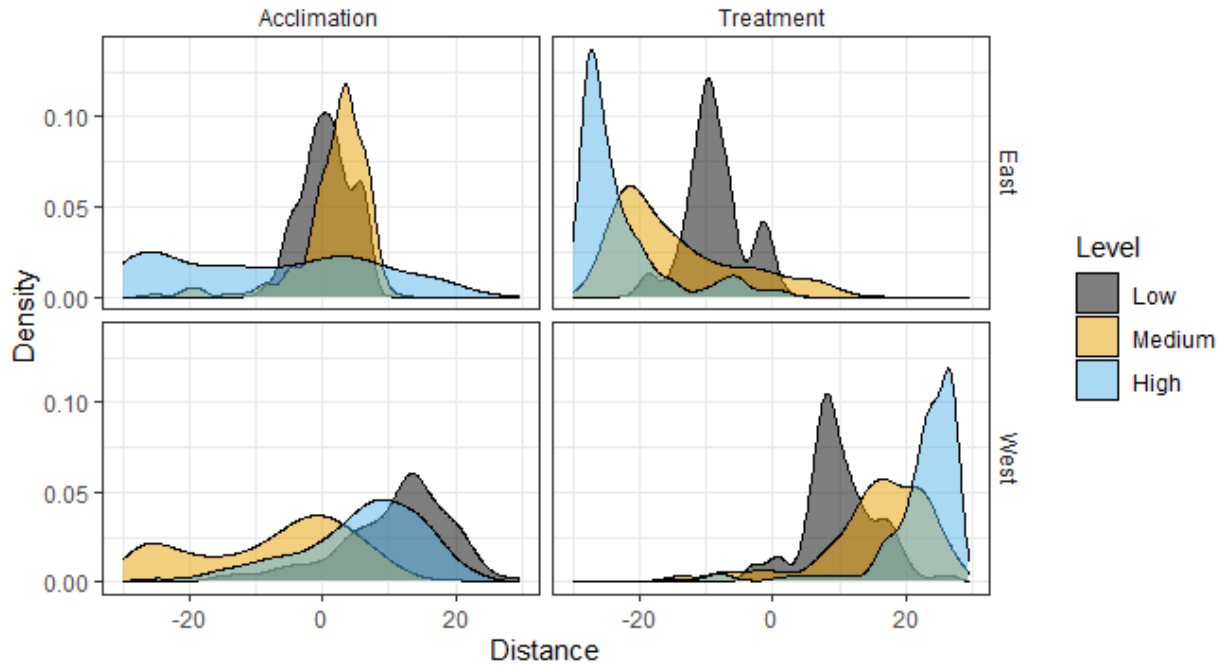 Acclimation
Treatment
0.10
0.05
0.00
East
Density
0.10
0.05
0.00
West
-20
0
20
-20
0
20
Distance
Level
Low
Medium
High